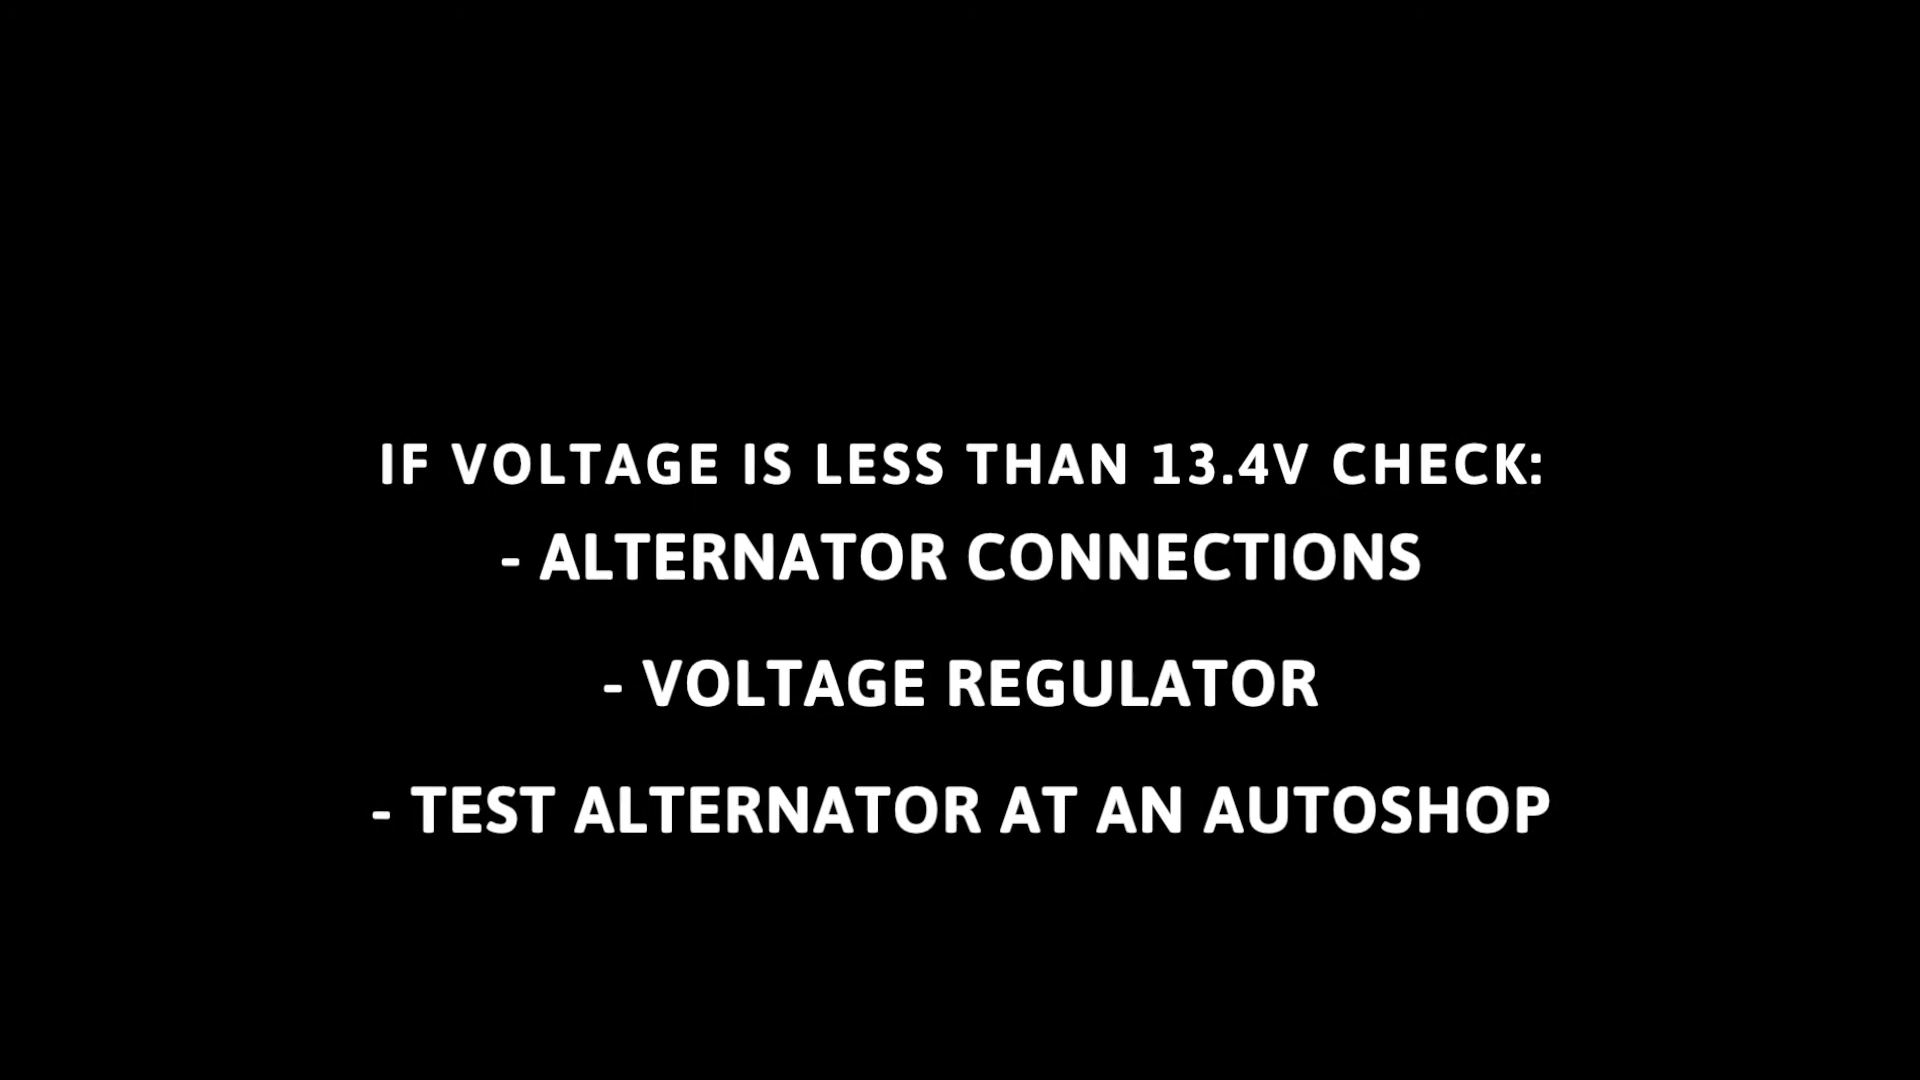 IF VOLTAGE IS LESS THAN 13.4V CHECK:
- ALTERNATOR CONNECTIONS
- VOLTAGE REGULATOR
- TEST ALTERNATOR AT AN AUTOSHOP